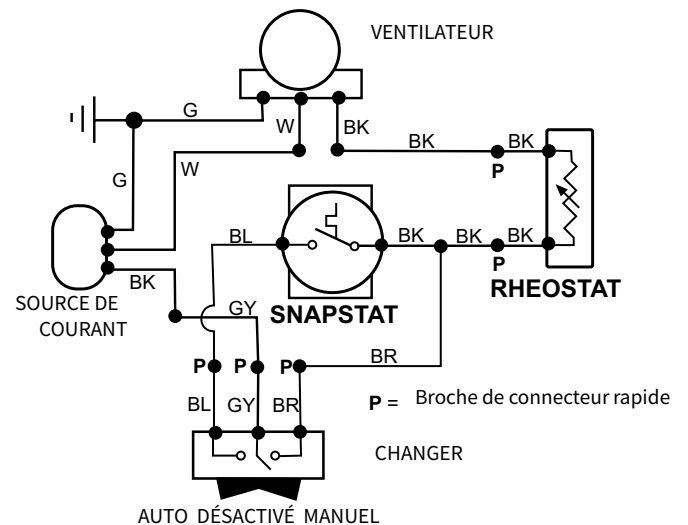 VENTILATEUR
G
W
BK
BK
BK
P
W
G
BL
BK
BK
BK
P
RHEOSTAT
BK
SOURCE DE
COURANT
GY
SNAPSTAT
P
P
P
BR
BL
GY
BR
P = Broche de connecteur rapide
CHANGER
AUTO DÉSACTIVÉ MANUEL